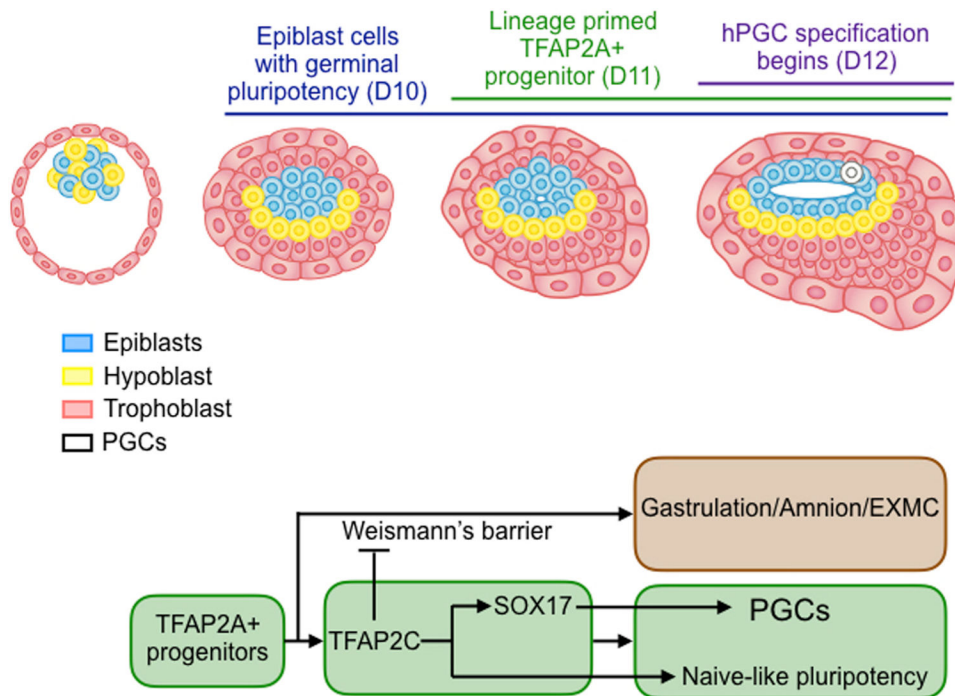 Epiblast cells
with germinal
pluripotency (D10)
Lineage primed
TFAP2A+
progenitor (D11)
hPGC specification
begins (D12)
Epiblasts
Hypoblast
Trophoblast
PGCs
Gastrulation/Amnion/EXMC
Weismann's barrier
TFAP2A+
progenitors
TFAP2C
SOX17
PGCs
Naive-like pluripotency